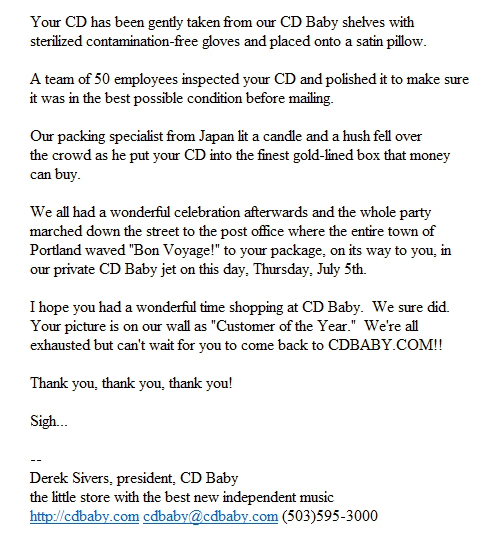 Your CD has been gently taken from our CD Baby shelves with
sterilized contamination-free gloves and placed onto a satin pillow.
A team of 50 employees inspected your CD and polished it to make sure
it was in the best possible condition before mailing.
Our packing specialist from Japan lit a candle and a hush fell over
the crowd as he put your CD into the finest gold-lined box that money
can buy.
We all had a wonderful celebration afterwards and the whole party
marched down the street to the post office where the entire town of
Portland waved "Bon Voyage!" to your package, on its way to you, in
our private CD Baby jet on this day, Thursday, July 5th.
I hope you had a wonderful time shopping at CD Baby.  We sure did.
Your picture is on our wall as "Customer of the Year."  We're all
exhausted but can't wait for you to come back to CDBABY.COM!!
Thank you, thank you, thank you!
Sigh...
--
Derek Sivers, president, CD Baby
the little store with the best new independent music
http://cdbaby.com cdbaby@cdbaby.com (503)595-3000